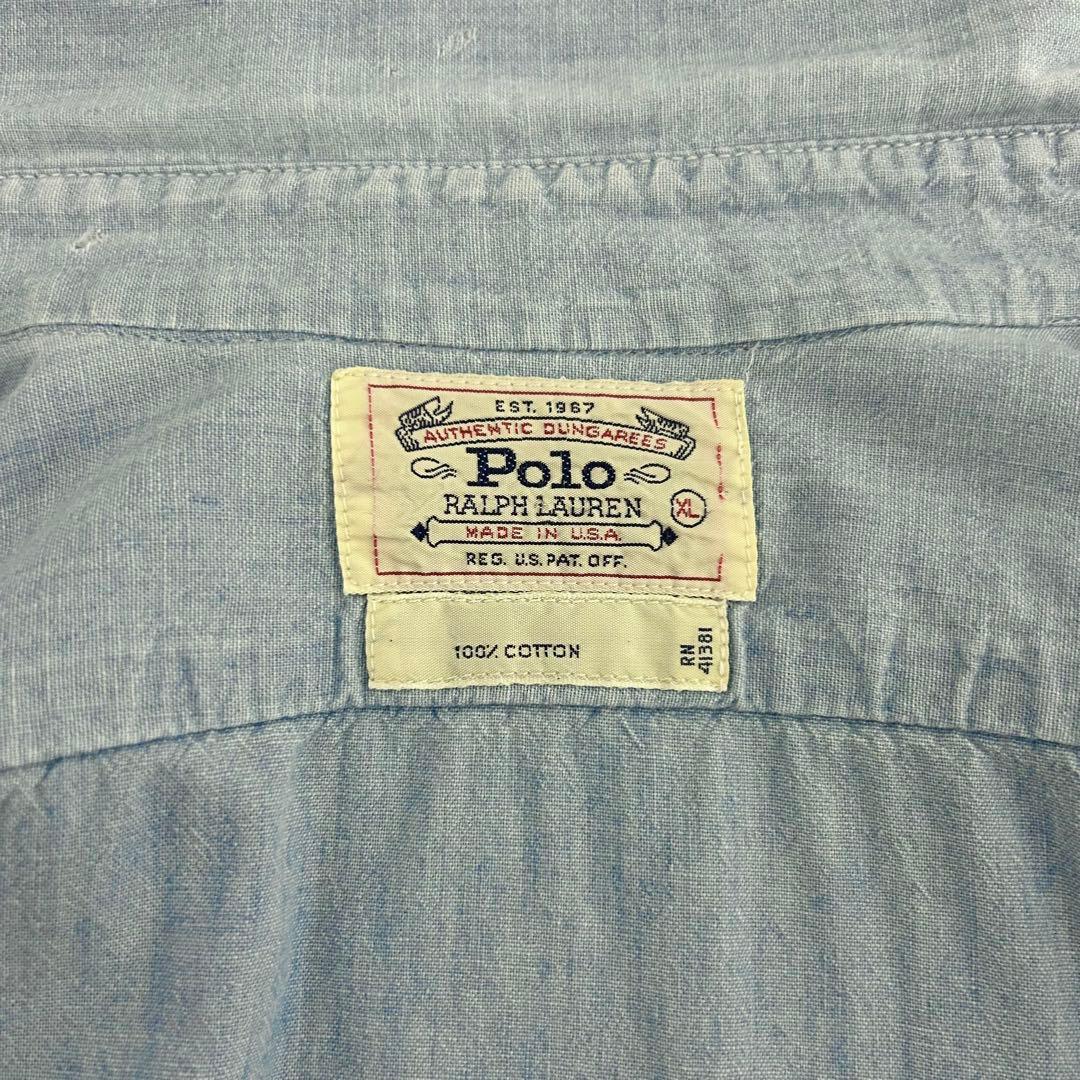 EST. 1967
AUTHENTIC DUNGAREES
Polo
RALPH LAUREN
XL
MADE IN U.S.A.
REG. U.S. PAT. OFF.
100% COTTON
RN
41381